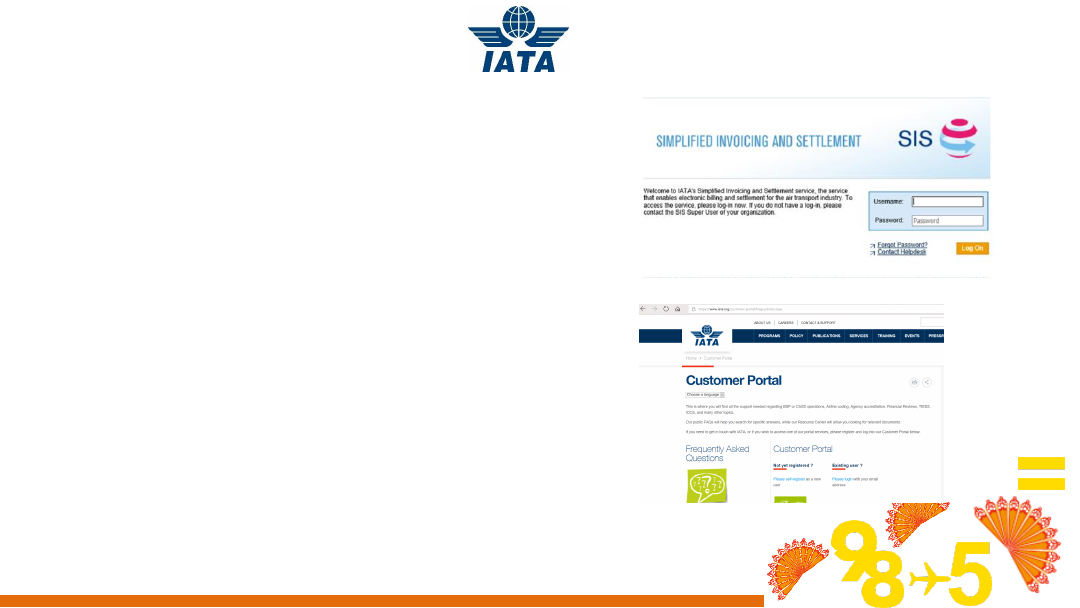 IATA
SIMPLIFIED INVOICING AND SETTLEMENT
SIS
Welcome to IATA's Simplified Invoicing and Settlement service, the service
that enables electronic billing and settlement for the air transport industry. To
access the service, please log-in now. If you do not have a log-in, please
contact the SIS Super User of your organization.
Username:
Password:
Password
Forgot Password?
Contact Helpdesk
Log On
ABOUT US | CAREERS | CONTACT & SUPPORT
IATA
PROGRAMS POLICY PUBLICATIONS SERVICES TRAINING EVENTS
Home Customer Portal
Customer Portal
Choose a language
This is where you will find all the support needed regarding BSP or CASS operations, Airline coding, Agency accreditation, Financial Reviews, TIESS,
and many other topics.
Our public FAQs will help you search for specific answers, while our Resource Center will allow you looking for relevant documents.
If you need to get in touch with IATA, or if you wish to access one of our portal services, please register and log into our Customer Portal below.
Frequently Asked
Questions
Customer Portal
Not yet registered ?
Please self register as a new
user
Existing user ?
Please login with your email
address
98 5